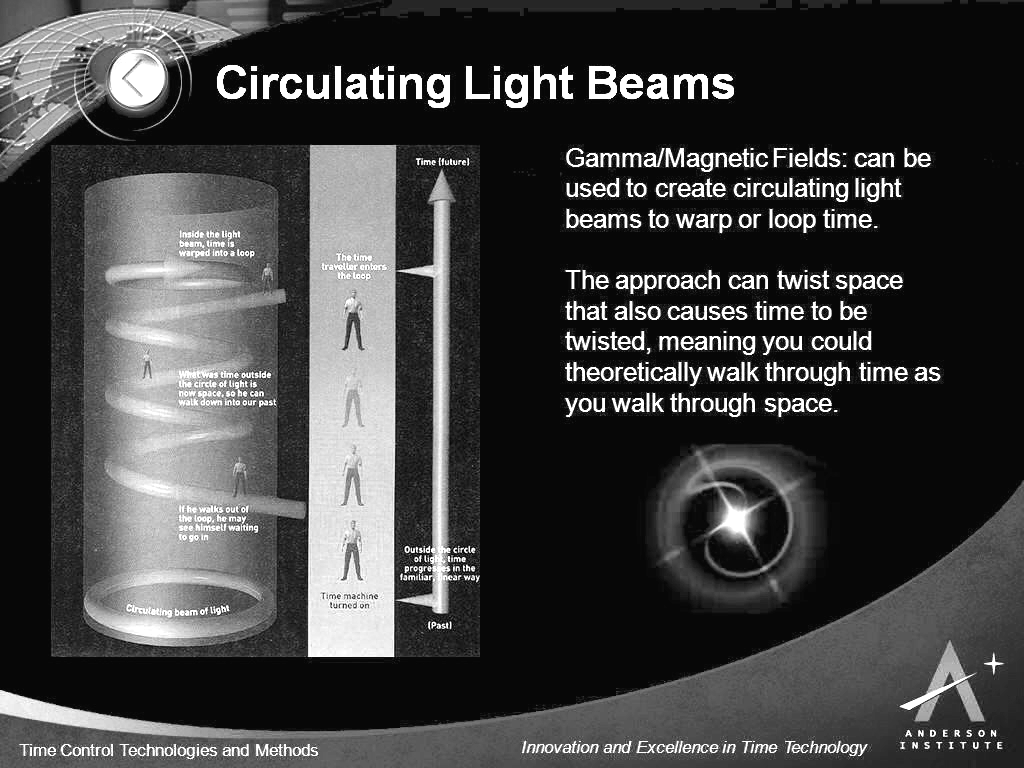 Circulating Light Beams
Time (future)
Inside the light
beam, time is
warped into a loop
The time
traveller enters
the loop
What was time outside
the circle of light is
now space, so he can
walk down into our past
If he walks out of
the loop, he may
see himself waiting
to go in
Outside the circle
of light, time
progresses in the
familiar, linear way
Time machine
turned on
Circulating beam of light
(Past)
Gamma/Magnetic Fields: can be
used to create circulating light
beams to warp or loop time.
The approach can twist space
that also causes time to be
twisted, meaning you could
theoretically walk through time as
you walk through space.
Time Control Technologies and Methods
Innovation and Excellence in Time Technology
ANDERSON
INSTITUTE